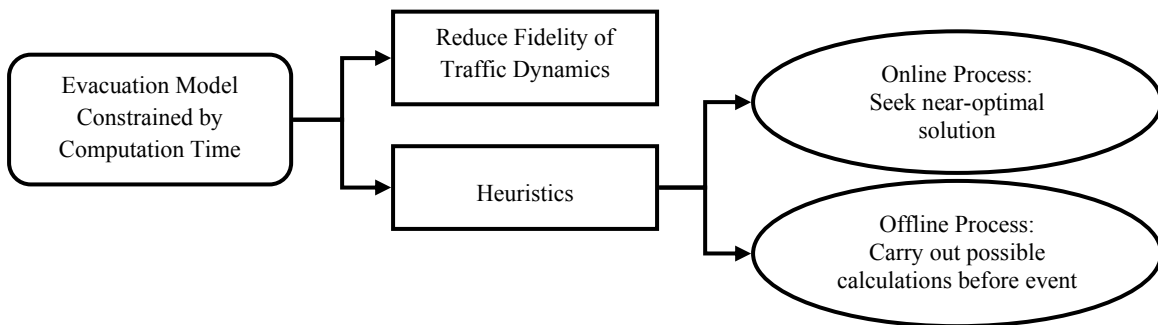 Evacuation Model
Constrained by
Computation Time
Reduce Fidelity of
Traffic Dynamics
Heuristics
Online Process:
Seek near-optimal
solution
Offline Process:
Carry out possible
calculations before event